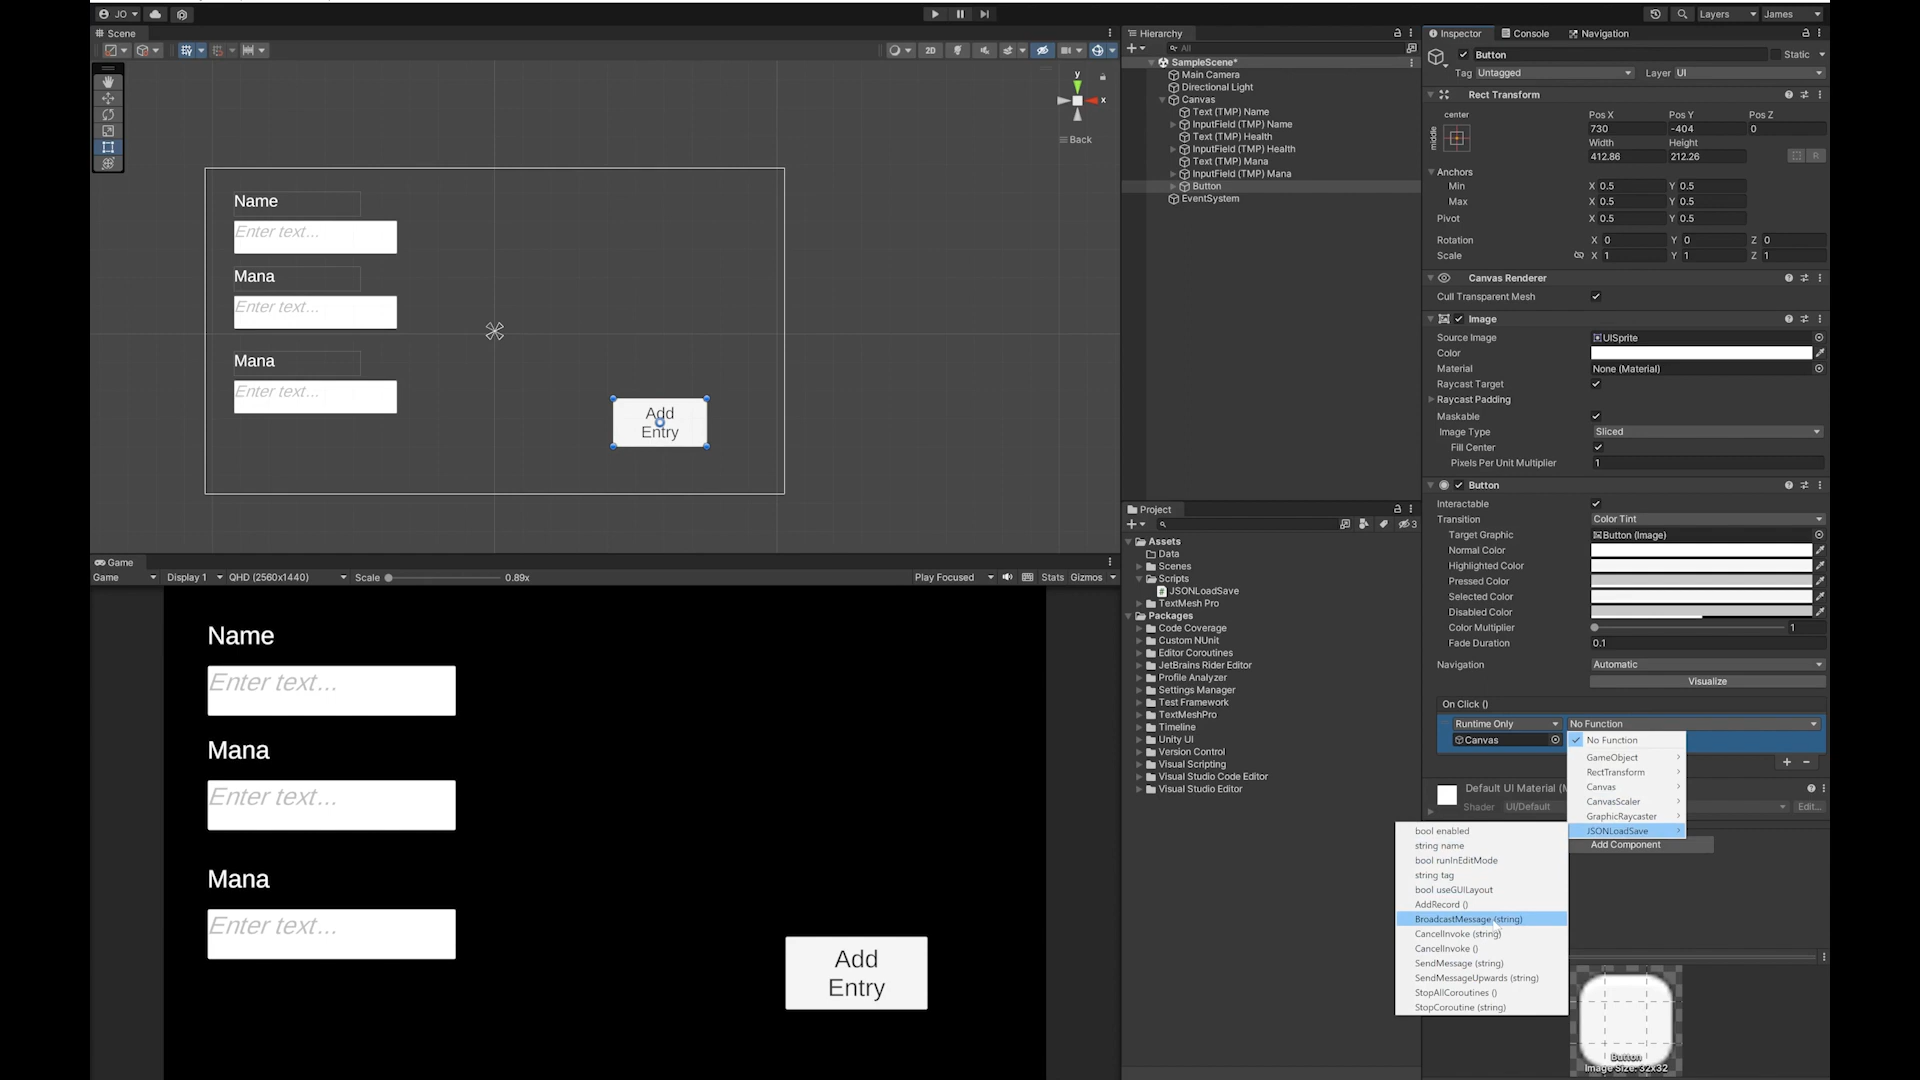 JO
Layers
James
Scene
2D
y
x
Back
Name
Enter text...
Mana
Enter text...
Mana
Enter text...
Add
Entry
Game
Game
Display 1
QHD (2560x1440)
Scale
0.89x
Play Focused
Stats
Gizmos
Name
Enter text...
Mana
Enter text...
Mana
Enter text...
Add
Entry
Hierarchy
All
SampleScene*
Main Camera
Directional Light
Canvas
Text (TMP) Name
InputField (TMP) Name
Text (TMP) Health
InputField (TMP) Health
Text (TMP) Mana
InputField (TMP) Mana
Button
EventSystem
Project
3
Assets
Data
Scenes
Scripts
JSONLoadSave
TextMesh Pro
Packages
Code Coverage
Custom NUnit
Editor Coroutines
JetBrains Rider Editor
Profile Analyzer
Settings Manager
Test Framework
TextMeshPro
Timeline
Unity UI
Version Control
Visual Scripting
Visual Studio Code Editor
Visual Studio Editor
Inspector
Console
Navigation
Button
Static
Tag Untagged
Layer UI
Rect Transform
center
middle
Pos X Pos Y Pos Z
730 -404 0
Width Height
412.86 212.26
R
Anchors
Min X 0.5 Y 0.5
Max X 0.5 Y 0.5
Pivot X 0.5 Y 0.5
Rotation X 0 Y 0 Z 0
Scale X 1 Y 1 Z 1
Canvas Renderer
Cull Transparent Mesh
Image
Source Image UISprite
Color
Material None (Material)
Raycast Target
Raycast Padding
Maskable
Image Type Sliced
Fill Center
Pixels Per Unit Multiplier 1
Button
Interactable
Transition Color Tint
Target Graphic Button (Image)
Normal Color
Highlighted Color
Pressed Color
Selected Color
Disabled Color
Color Multiplier 1
Fade Duration 0.1
Navigation Automatic
Visualize
On Click ()
Runtime Only No Function
Canvas
No Function
GameObject
RectTransform
Canvas
CanvasScaler
GraphicRaycaster
JSONLoadSave
Default UI Material (M
Shader UI/Default Edit...
Add Component
bool enabled
string name
bool runInEditMode
string tag
bool useGUILayout
AddRecord ()
BroadcastMessage (string)
CancelInvoke (string)
CancelInvoke ()
SendMessage (string)
SendMessageUpwards (string)
StopAllCoroutines ()
StopCoroutine (string)
Button
Image Size: 32x32